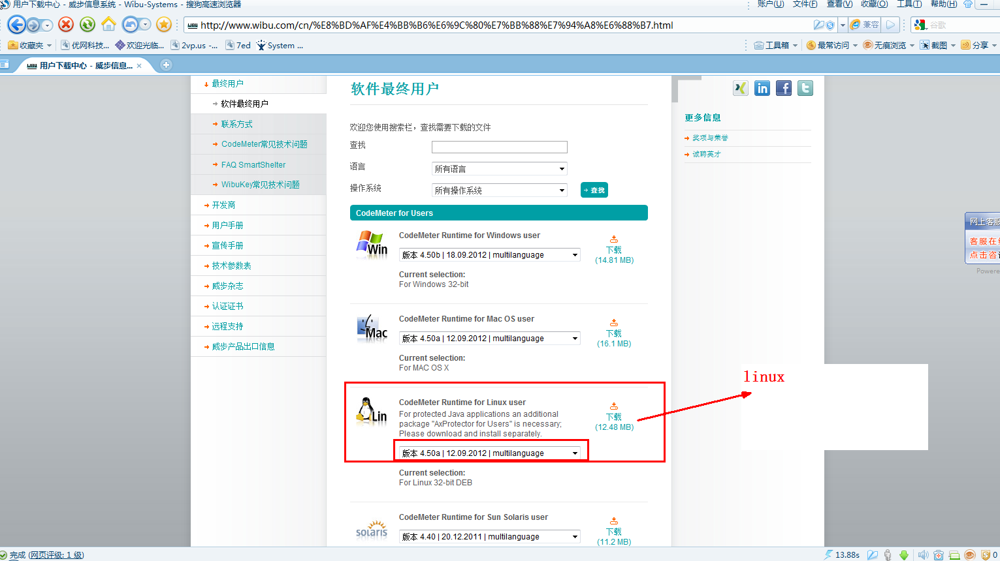 用户下载中心 - 威步信息系统 - Wibu-Systems - 搜狗高速浏览器
账户(U) 文件(F) 查看(V) 收藏(O) 工具(T) 帮助(H)
http://www.wibu.com/cn/%E8%BD%AF%E4%BB%B6%E6%9C%80%E7%BB%88%E7%94%A8%E6%88%B7.html
兼容
谷歌
收藏夹 优网科技... 欢迎光临... 2vp.us -... 7ed System ...
工具箱 最常访问 无痕浏览 截图 分享
WIBU 用户下载中心 - 威步信息...
最终用户
软件最终用户
联系方式
CodeMeter常见技术问题
FAQ SmartShelter
WibuKey常见技术问题
开发商
用户手册
宣传手册
技术参数表
威步杂志
认证证书
远程支持
威步产品出口信息
软件最终用户
欢迎您使用搜索栏，查找需要下载的文件
查找
语言
所有语言
操作系统
所有操作系统
查找
CodeMeter for Users
Win
CodeMeter Runtime for Windows user
版本 4.50b | 18.09.2012 | multilanguage
下载
(14.81 MB)
Current selection:
For Windows 32-bit
Mac
CodeMeter Runtime for Mac OS user
版本 4.50a | 12.09.2012 | multilanguage
下载
(16.1 MB)
Current selection:
For MAC OS X
Lin
CodeMeter Runtime for Linux user
For protected Java applications an additional
package "AxProtector for Users" is necessary;
Please download and install separately.
版本 4.50a | 12.09.2012 | multilanguage
下载
(12.48 MB)
Current selection:
For Linux 32-bit DEB
solaris
CodeMeter Runtime for Sun Solaris user
版本 4.40 | 20.12.2011 | multilanguage
下载
(11.2 MB)
更多信息
奖项与荣誉
诚聘英才
linux
网上客服
客服在线
点击咨
Powere
完成 (网页评级: 1 级)
13.88s
0